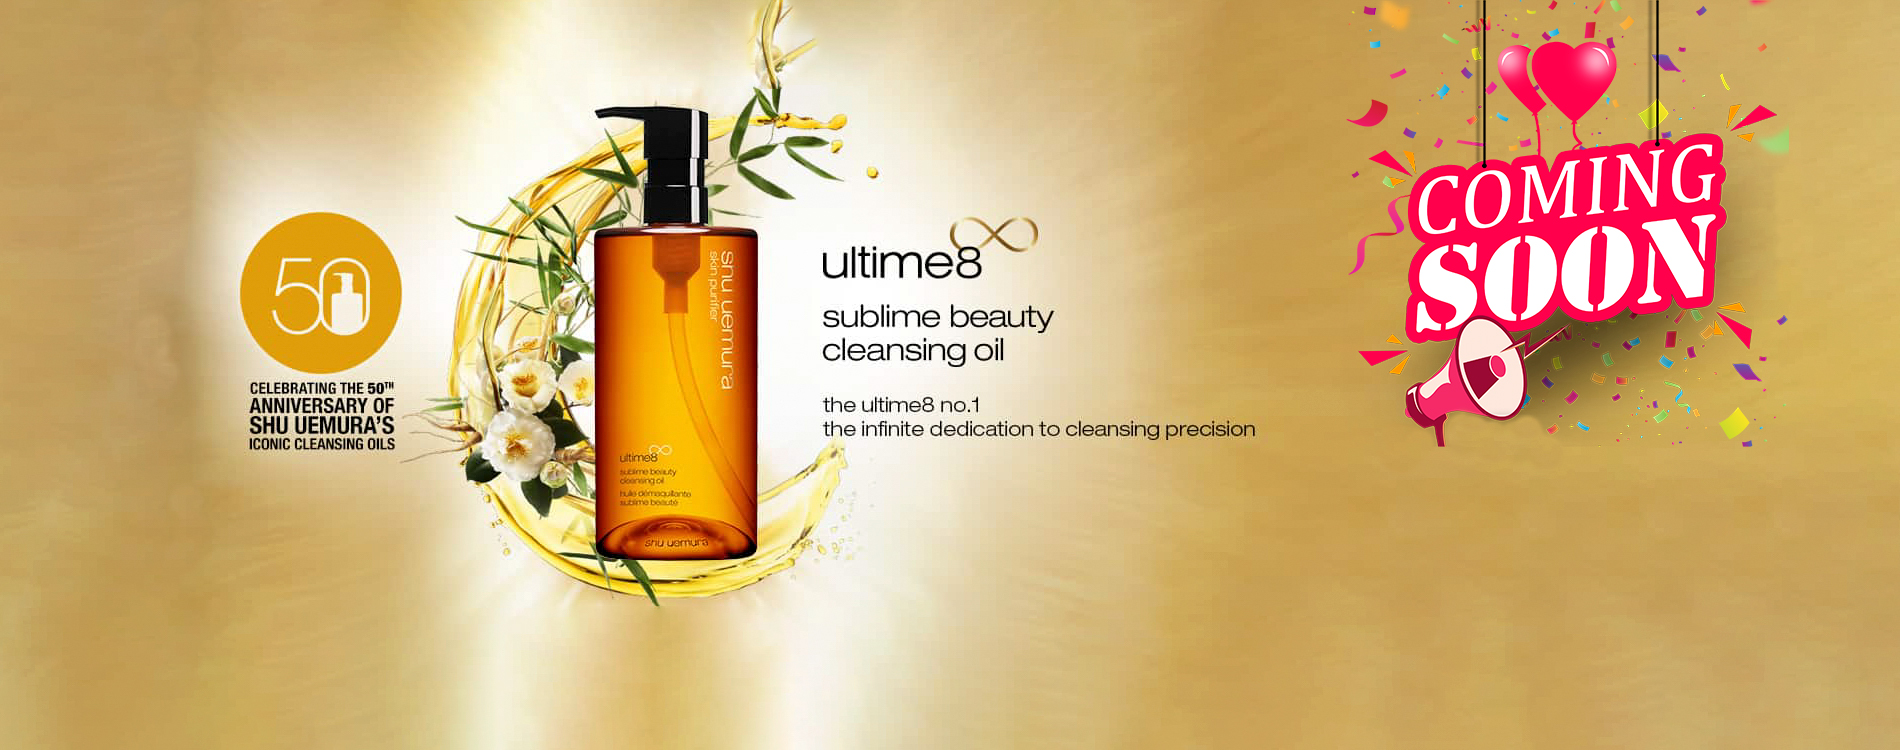 50
CELEBRATING THE 50TH
ANNIVERSARY OF
SHU UEMURA'S
ICONIC CLEANSING OILS
shu uemura
skin purifier
ultime8
sublime beauty
cleansing oil
huile démaquillante
sublime beauté
shu uemura
ultime8
sublime beauty
cleansing oil
the ultime8 no.1
the infinite dedication to cleansing precision
COMING
SOON